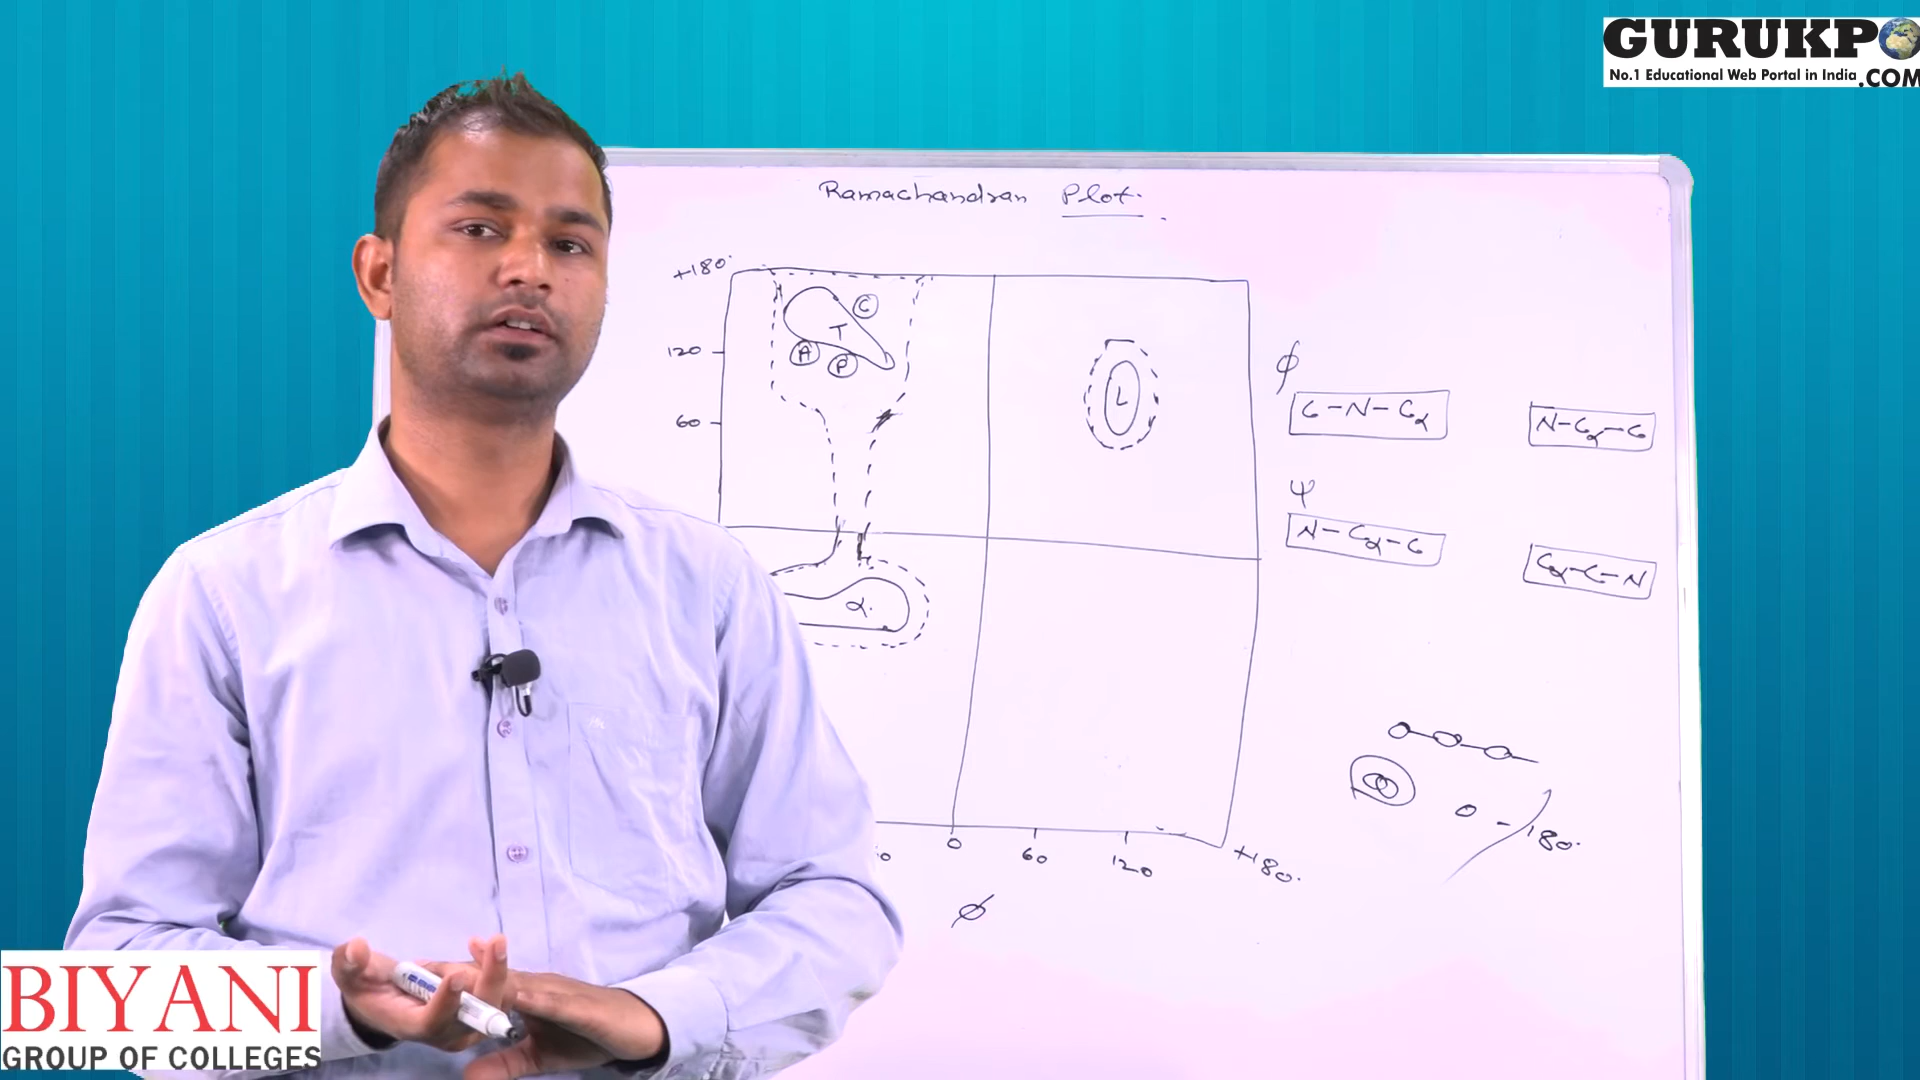 GURUKPO
No.1 Educational Web Portal in India .COM
Ramachandran Plot.
+180°
120
60
C
T
A
P
L
α.
ϕ
C-N-Cα
N-Cα-C
ψ
N-Cα-C
Cα-C-N
0 - 180°
0
60
120
+180°
ϕ
BIYANI
GROUP OF COLLEGES